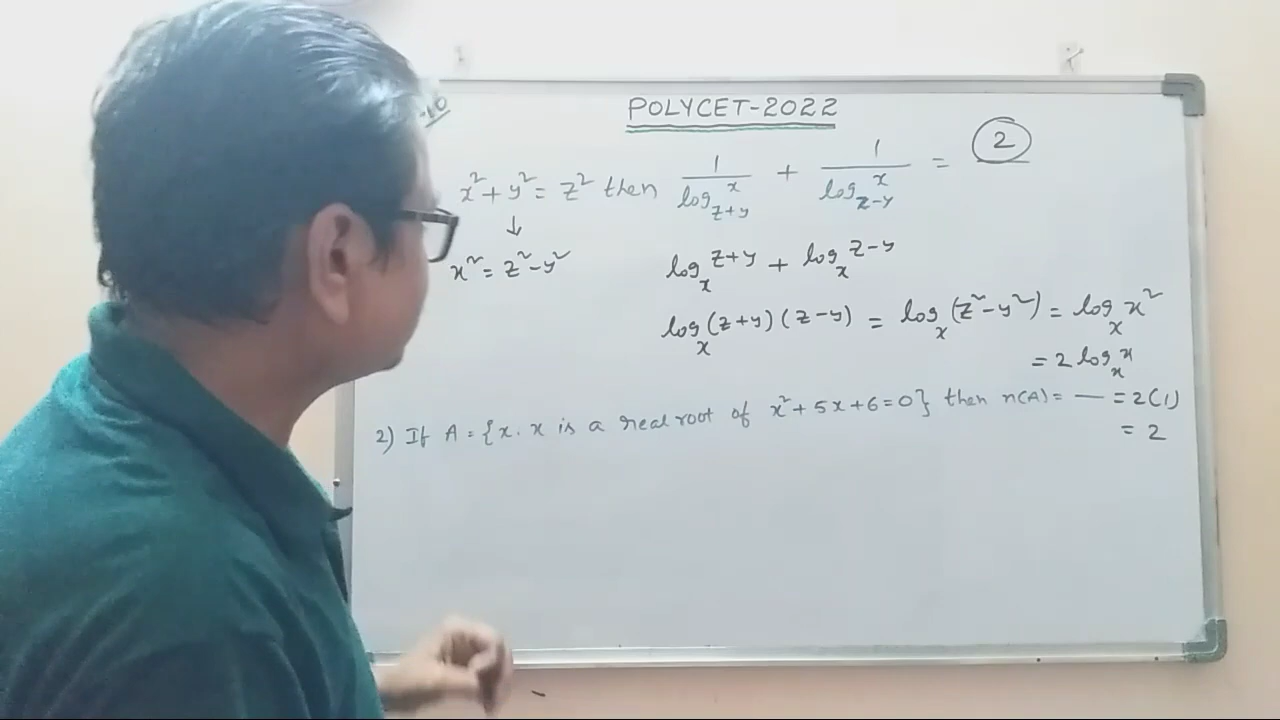 -10
POLYCET-2022
x²+y²=z² then 1/log_{z+y}^x + 1/log_{z-y}^x = 2
↓
x²=z²-y²
log_x^{z+y} + log_x^{z-y}
log_x(z+y)(z-y) = log_x(z²-y²) = log_x x²
= 2 log_x^x
2) If A={x. x is a real root of x²+5x+6=0} then n(A)= — = 2(1)
= 2